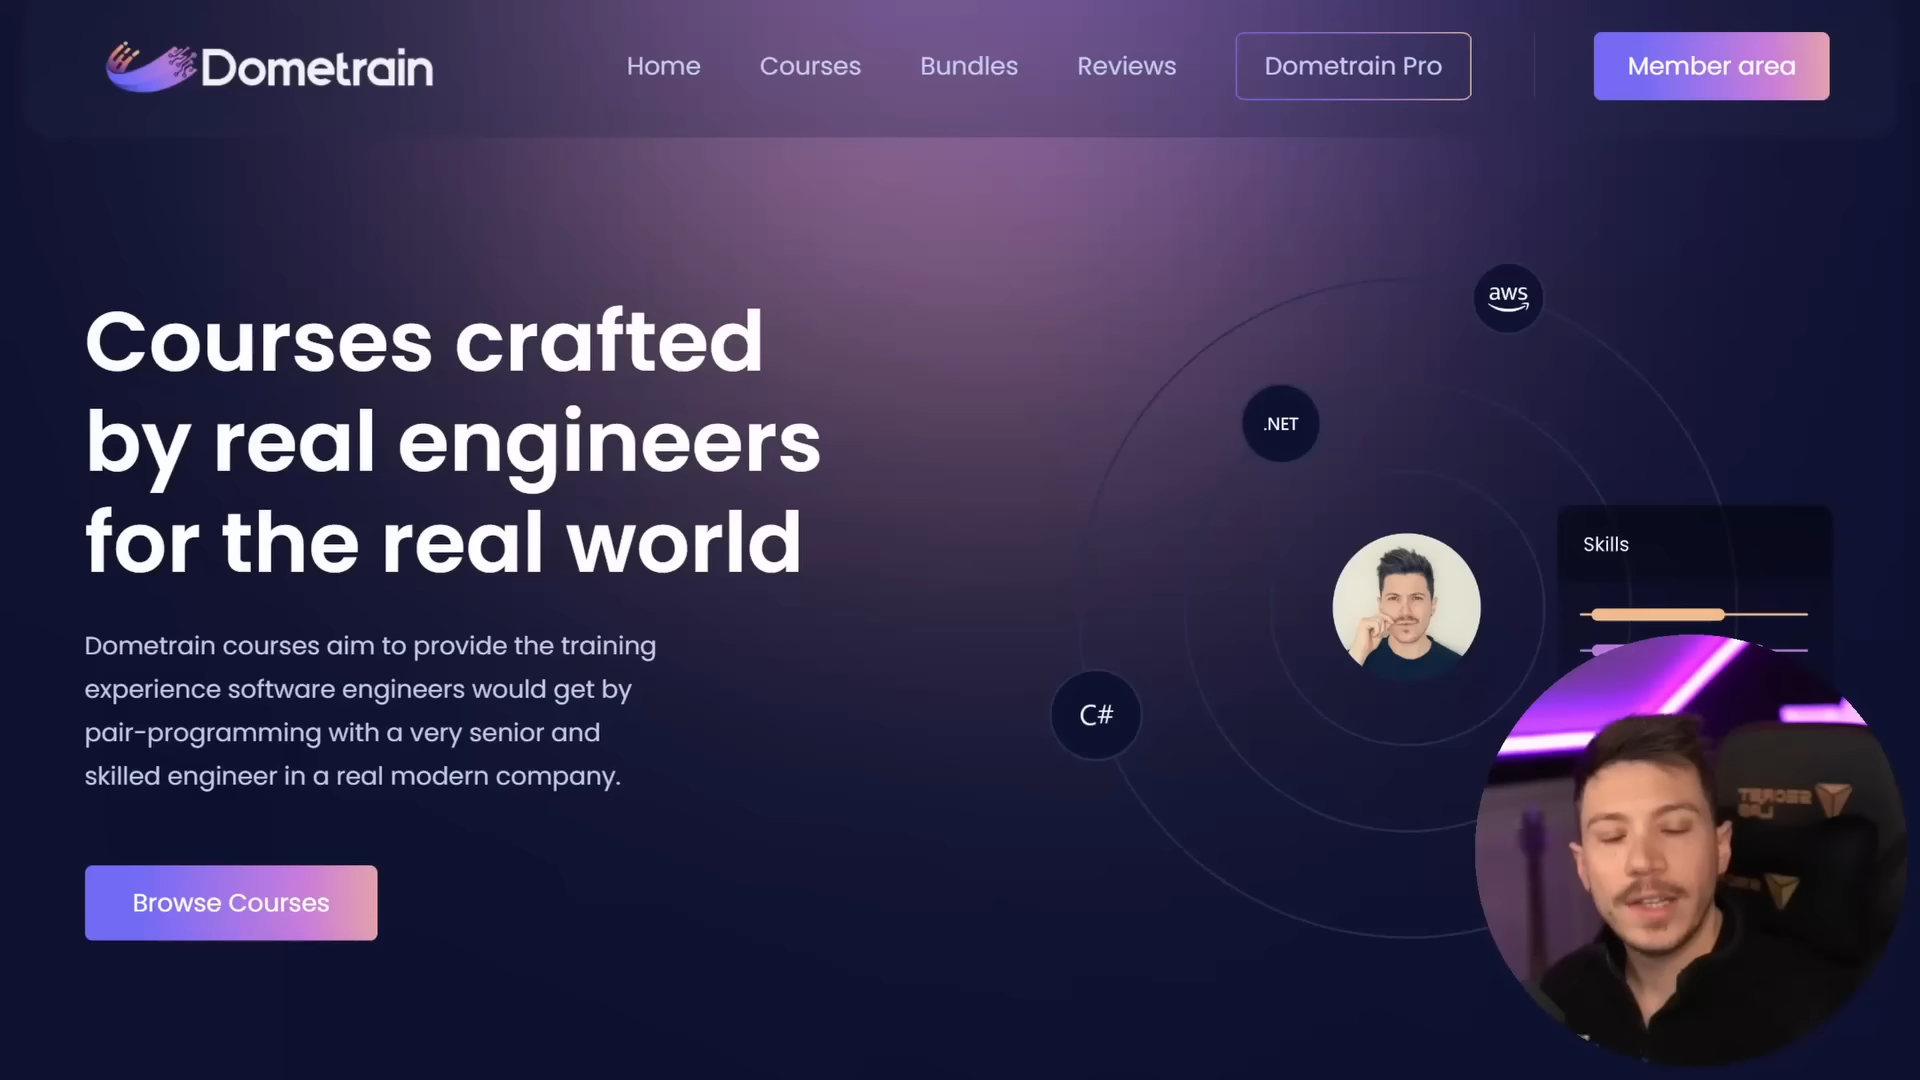 Dometrain
Home
Courses
Bundles
Reviews
Dometrain Pro
Member area
aws
.NET
Courses crafted
by real engineers
for the real world
Skills
Dometrain courses aim to provide the training
experience software engineers would get by
pair-programming with a very senior and
skilled engineer in a real modern company.
C#
Browse Courses